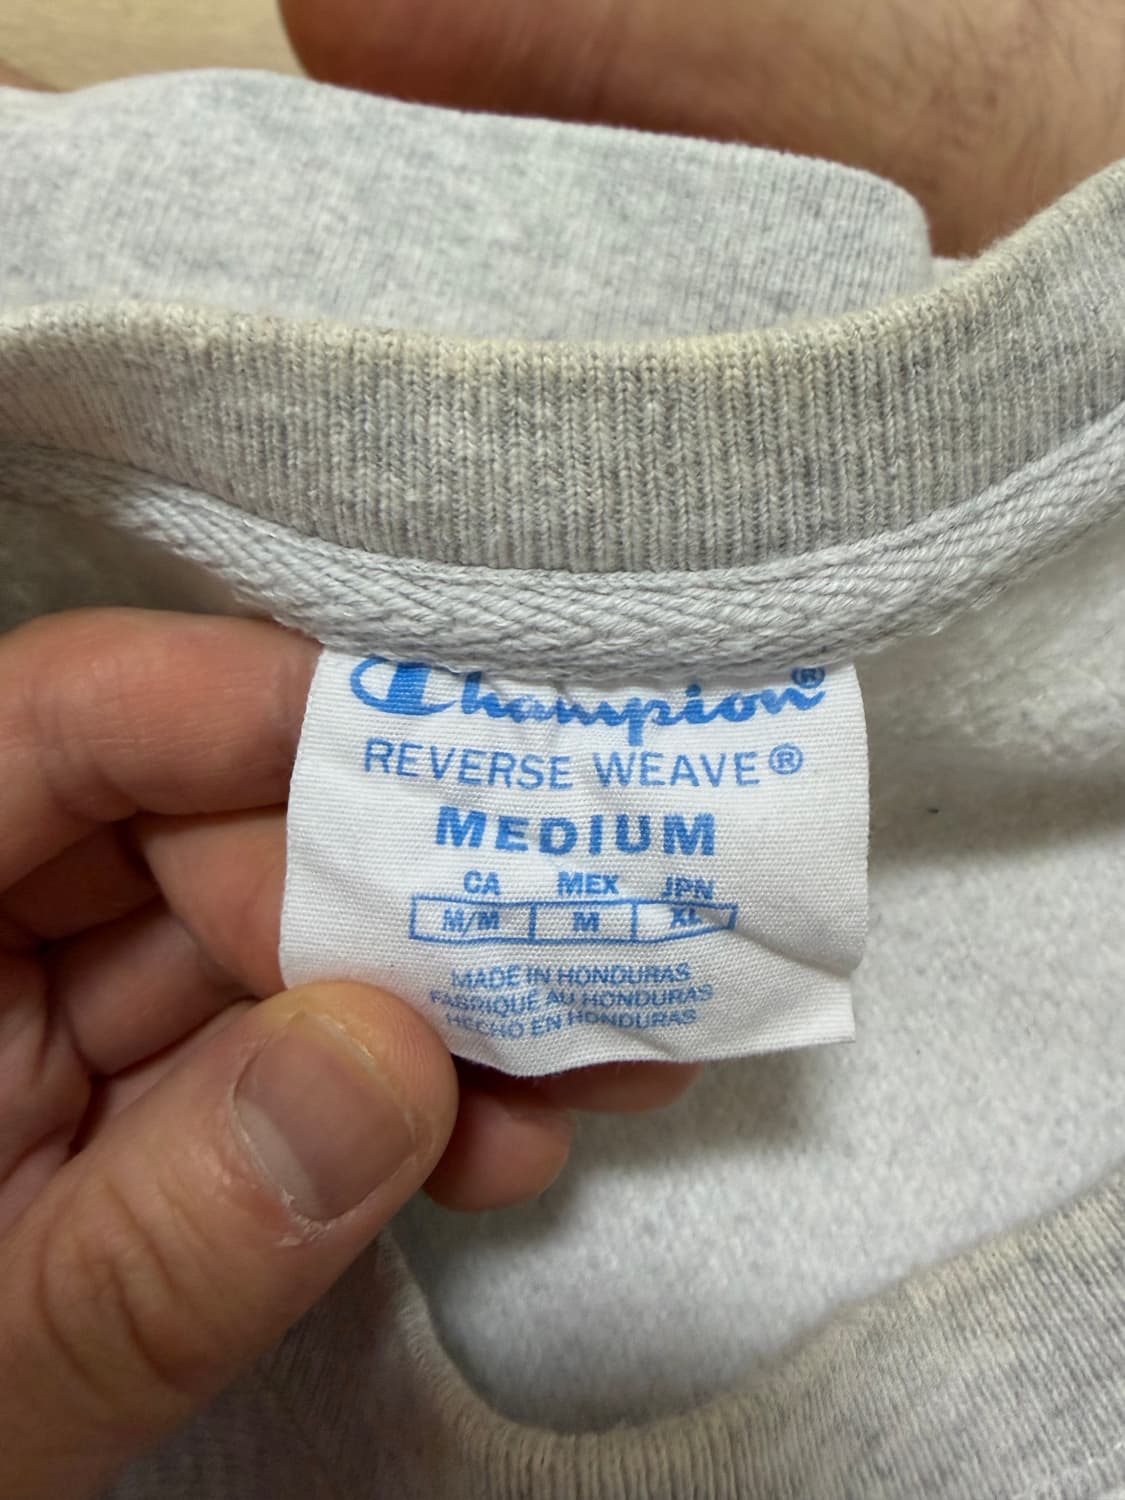 Champion®
REVERSE WEAVE®
MEDIUM
CA MEX JPN
M/M M XL
MADE IN HONDURAS
FABRIQUÉ AU HONDURAS
HECHO EN HONDURAS